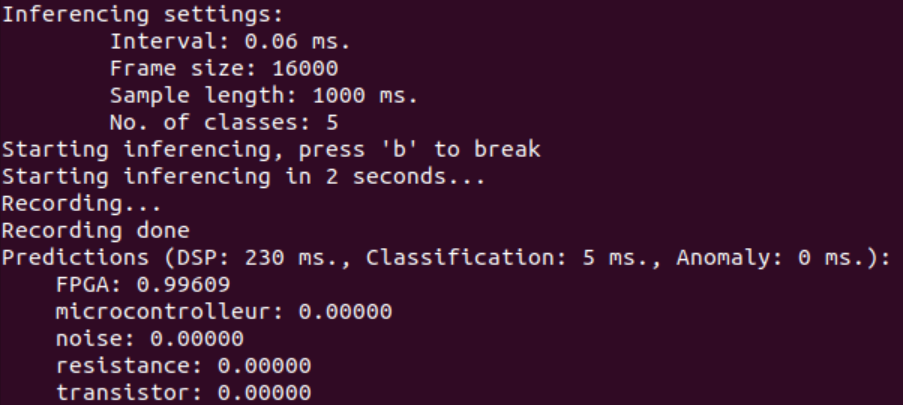 Inferencing settings:
Interval: 0.06 ms.
Frame size: 16000
Sample length: 1000 ms.
No. of classes: 5
Starting inferencing, press 'b' to break
Starting inferencing in 2 seconds...
Recording...
Recording done
Predictions (DSP: 230 ms., Classification: 5 ms., Anomaly: 0 ms.):
FPGA: 0.99609
microcontrolleur: 0.00000
noise: 0.00000
resistance: 0.00000
transistor: 0.00000